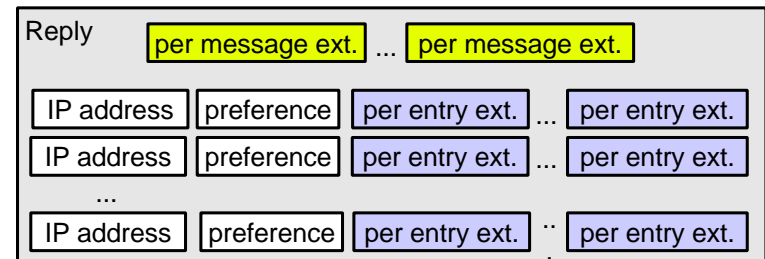 Reply per message ext. ... per message ext.
IP address preference per entry ext. ... per entry ext.
IP address preference per entry ext. ... per entry ext.
...
IP address preference per entry ext. ... per entry ext.